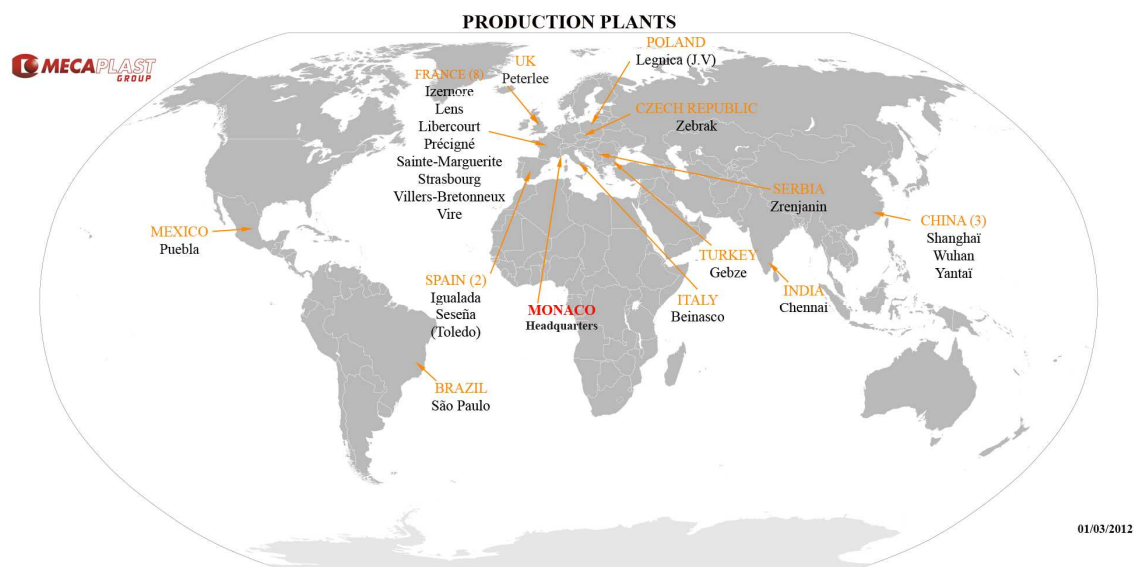 PRODUCTION PLANTS
MECAPLAST
GROUP
POLAND
Legnica (J.V)
UK
Peterlee
FRANCE (8)
Izernore
Lens
Libercourt
Précigné
Sainte-Marguerite
Strasbourg
Villers-Bretonneux
Vire
CZECH REPUBLIC
Zebrak
SERBIA
Zrenjanin
CHINA (3)
Shanghaï
Wuhan
Yantaï
MEXICO
Puebla
TURKEY
Gebze
SPAIN (2)
Igualada
Seseña
(Toledo)
MONACO
Headquarters
ITALY
Beinasco
INDIA
Chennai
BRAZIL
São Paulo
01/03/2012